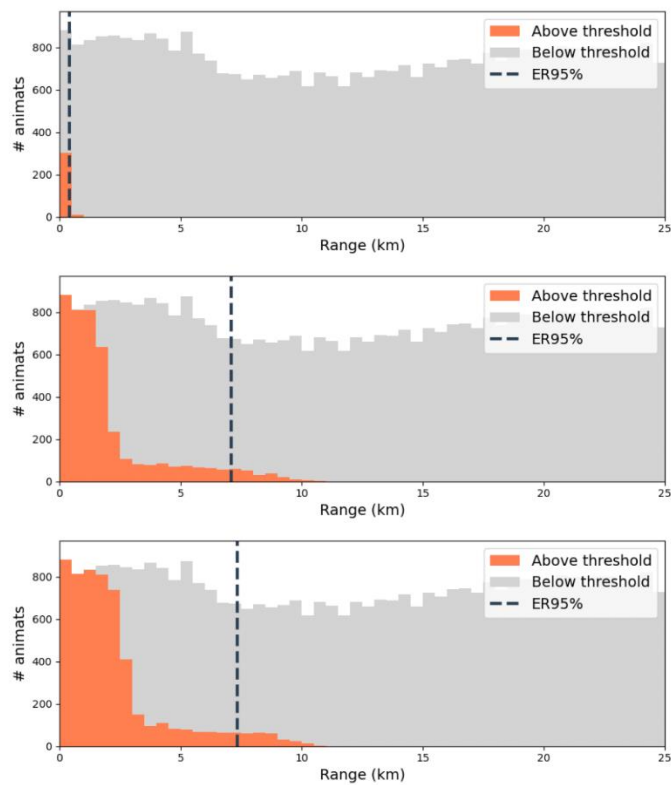 800
600
400
200
0
# animats
Above threshold
Below threshold
ER95%
0 5 10 15 20 25
Range (km)
800
600
400
200
0
# animats
Above threshold
Below threshold
ER95%
0 5 10 15 20 25
Range (km)
800
600
400
200
0
# animats
Above threshold
Below threshold
ER95%
0 5 10 15 20 25
Range (km)